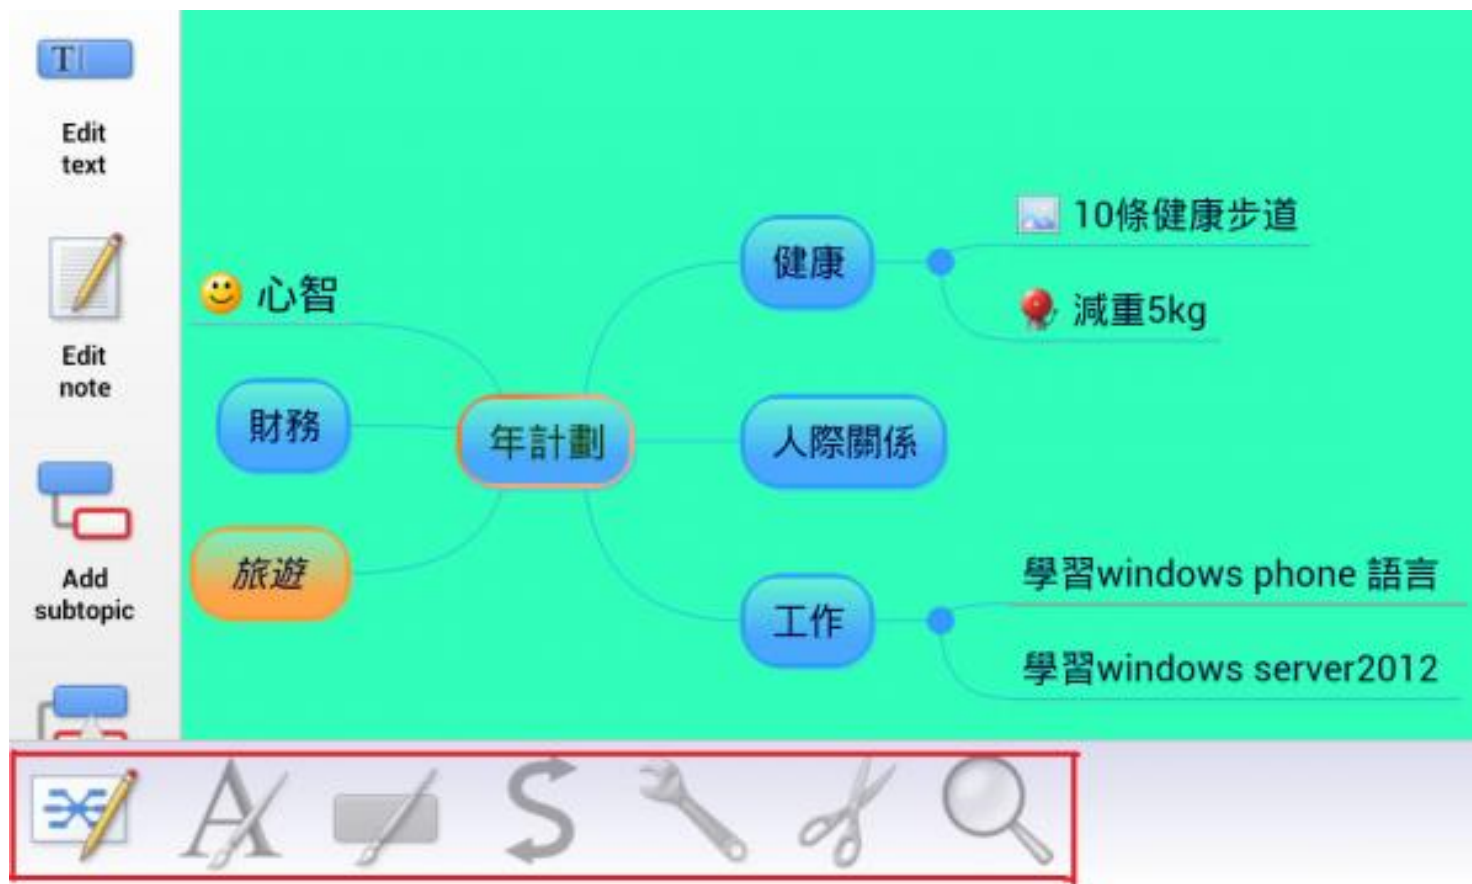 T
Edit
text
Edit
note
Add
subtopic
心智
財務
旅遊
年計劃
健康
10條健康步道
減重5kg
人際關係
工作
學習windows phone 語言
學習windows server2012